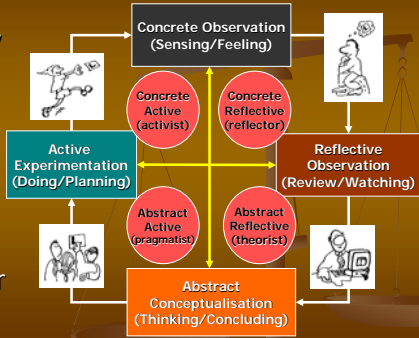 Concrete Observation
(Sensing/Feeling)
Concrete
Active
(activist)
Concrete
Reflective
(reflector)
Active
Experimentation
(Doing/Planning)
Reflective
Observation
(Review/Watching)
Abstract
Active
(pragmatist)
Abstract
Reflective
(theorist)
Abstract
Conceptualisation
(Thinking/Concluding)